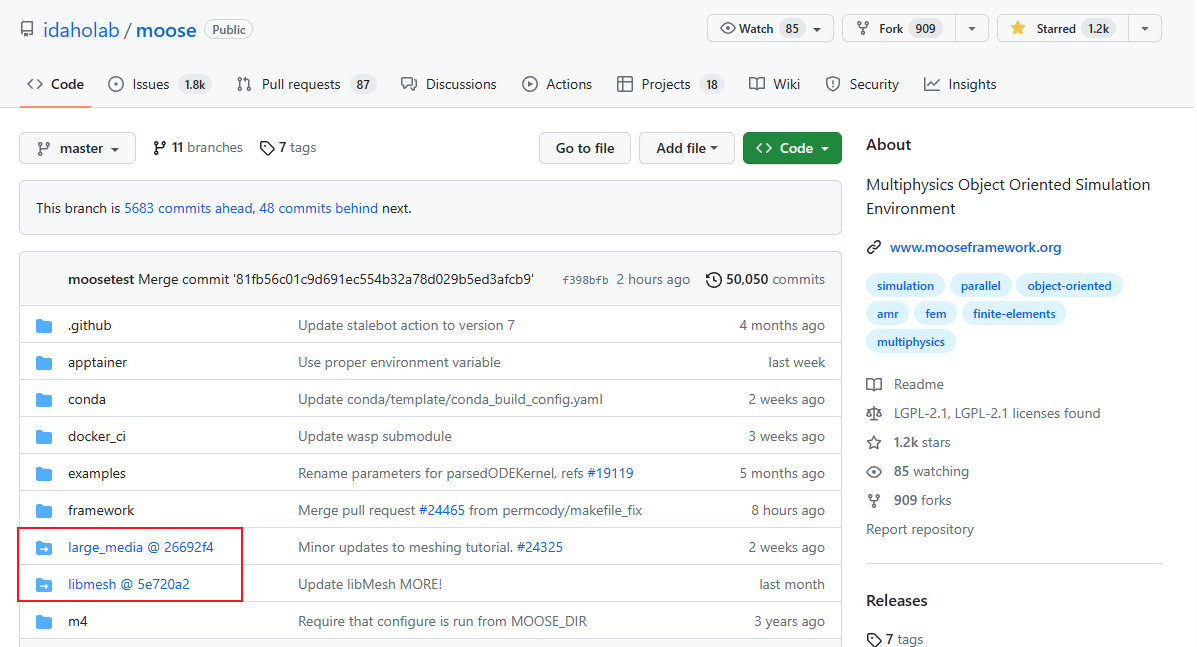 idaholab / moose Public
Watch 85 Fork 909 Starred 1.2k
Code Issues 1.8k Pull requests 87 Discussions Actions Projects 18 Wiki Security Insights
master 11 branches 7 tags Go to file Add file Code
This branch is 5683 commits ahead, 48 commits behind next.
moosetest Merge commit '81fb56c01c9d691ec554b32a78d029b5ed3afcb9' f398bfb 2 hours ago 50,050 commits
.github Update stalebot action to version 7 4 months ago
apptainer Use proper environment variable last week
conda Update conda/template/conda_build_config.yaml 2 weeks ago
docker_ci Update wasp submodule 3 weeks ago
examples Rename parameters for parsedODEKernel, refs #19119 5 months ago
framework Merge pull request #24465 from permcody/makefile_fix 8 hours ago
large_media @ 26692f4 Minor updates to meshing tutorial. #24325 2 weeks ago
libmesh @ 5e720a2 Update libMesh MORE! last month
m4 Require that configure is run from MOOSE_DIR 3 years ago
About
Multiphysics Object Oriented Simulation
Environment
www.mooseframework.org
simulation parallel object-oriented
amr fem finite-elements
multiphysics
Readme
LGPL-2.1, LGPL-2.1 licenses found
1.2k stars
85 watching
909 forks
Report repository
Releases
7 tags